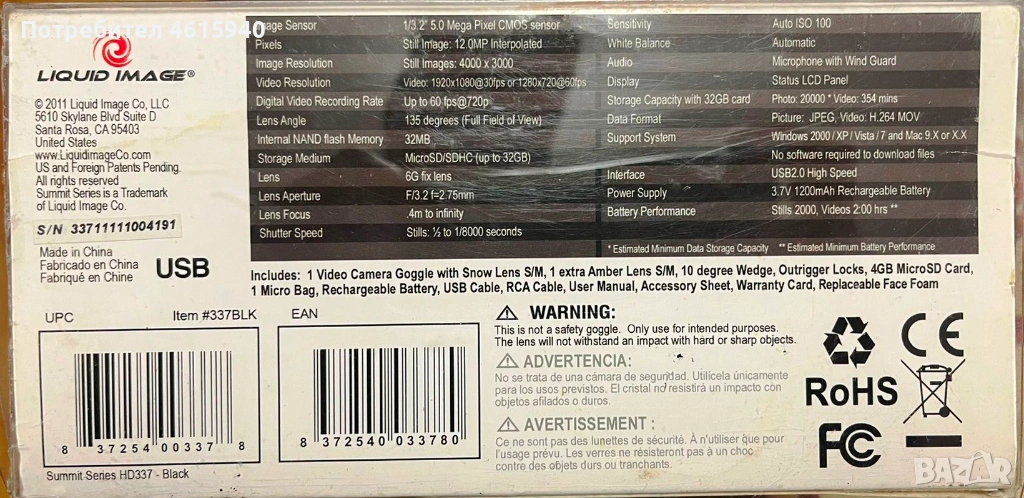 Потребител 4615940
LIQUID IMAGE®
© 2011 Liquid Image Co, LLC
5610 Skylane Blvd Suite D
Santa Rosa, CA 95403
United States
www.LiquidimageCo.com
US and Foreign Patents Pending.
All rights reserved
Summit Series is a Trademark
of Liquid Image Co.
S/N 33711111004191
Made in China
Fabricado en China
Fabriqué en Chine
USB
Image Sensor 1/3.2" 5.0 Mega Pixel CMOS sensor
Pixels Still Image: 12.0MP Interpolated
Image Resolution Still Images: 4000 x 3000
Video Resolution Video: 1920x1080@30fps or 1280x720@60fps
Digital Video Recording Rate Up to 60 fps@720p
Lens Angle 135 degrees (Full Field of View)
Internal NAND flash Memory 32MB
Storage Medium MicroSD/SDHC (up to 32GB)
Lens 6G fix lens
Lens Aperture F/3.2 f=2.75mm
Lens Focus .4m to infinity
Shutter Speed Stills: ½ to 1/8000 seconds
Sensitivity Auto ISO 100
White Balance Automatic
Audio Microphone with Wind Guard
Display Status LCD Panel
Storage Capacity with 32GB card Photo: 20000 * Video: 354 mins
Data Format Picture: JPEG, Video: H.264 MOV
Support System Windows 2000 / XP / Vista / 7 and Mac 9.X or X.X
No software required to download files
Interface USB2.0 High Speed
Power Supply 3.7V 1200mAh Rechargeable Battery
Battery Performance Stills 2000, Videos 2:00 hrs **
* Estimated Minimum Data Storage Capacity ** Estimated Minimum Battery Performance
Includes: 1 Video Camera Goggle with Snow Lens S/M, 1 extra Amber Lens S/M, 10 degree Wedge, Outrigger Locks, 4GB MicroSD Card,
1 Micro Bag, Rechargeable Battery, USB Cable, RCA Cable, User Manual, Accessory Sheet, Warranty Card, Replaceable Face Foam
UPC Item #337BLK
8 37254 00337 8
Summit Series HD337 - Black
EAN
8 372540 033780
WARNING:
This is not a safety goggle. Only use for intended purposes.
The lens will not withstand an impact with hard or sharp objects.
ADVERTENCIA:
No se trata de una cámara de seguridad. Utilícela únicamente
para los usos previstos. El cristal no resistirá un impacto con
objetos afilados o duros.
AVERTISSEMENT :
Ce ne sont pas des lunettes de sécurité. À n'utiliser que pour
l'usage prévu. Les verres ne résisteront pas à un choc
contre des objets durs ou tranchants.
CE
RoHS
FC
BAZAR